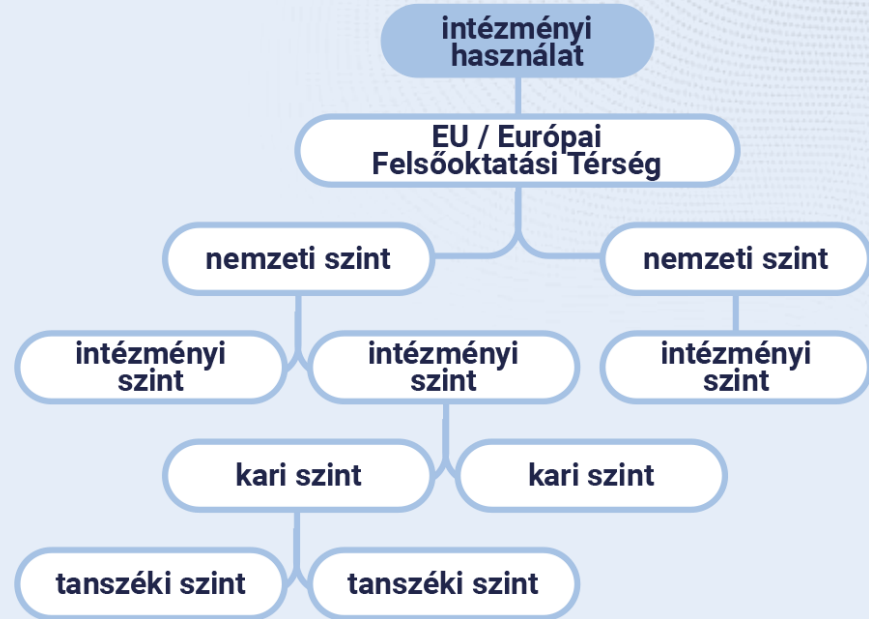 intézményi
használat
EU / Európai
Felsőoktatási Térség
nemzeti szint
nemzeti szint
intézményi
szint
intézményi
szint
intézményi
szint
kari szint
kari szint
tanszéki szint
tanszéki szint